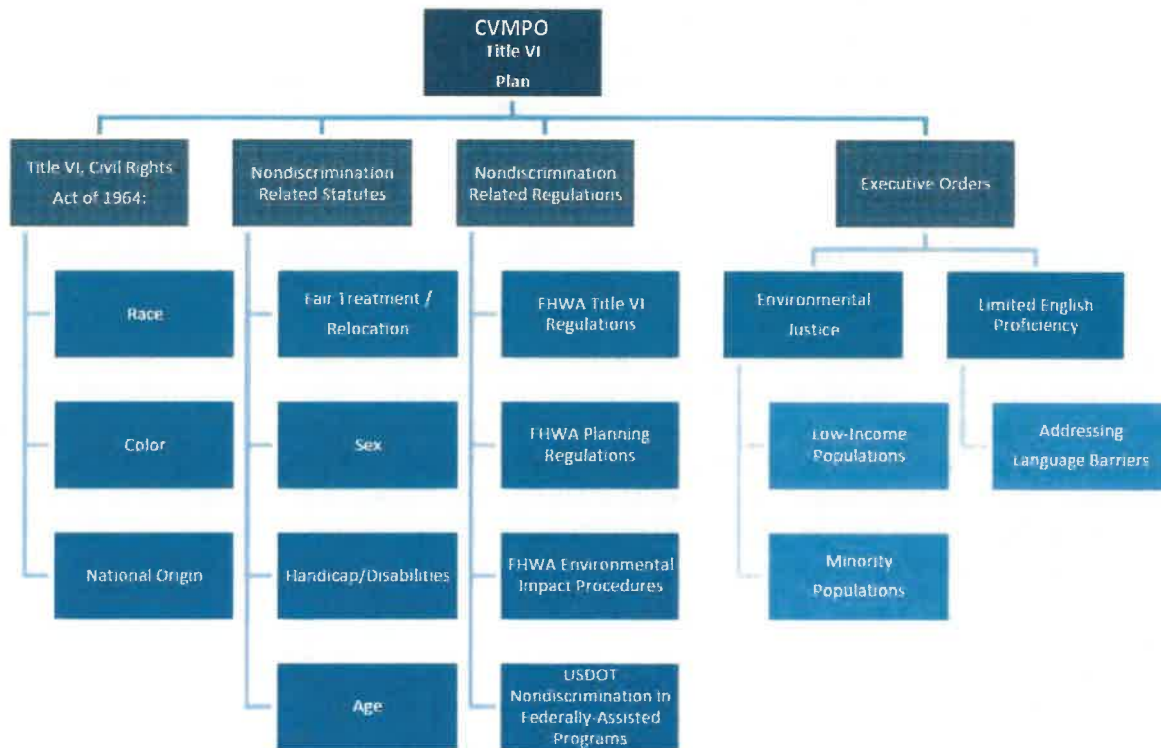 CVMPO
Title VI
Plan
Title VI, Civil Rights
Act of 1964:
Nondiscrimination
Related Statutes
Nondiscrimination
Related Regulations
Executive Orders
Race
Fair Treatment /
Relocation
FHWA Title VI
Regulations
Environmental
Justice
Limited English
Proficiency
Color
Sex
FHWA Planning
Regulations
Low-Income
Populations
Addressing
Language Barriers
National Origin
Handicap/Disabilities
FHWA Environmental
Impact Procedures
Minority
Populations
Age
USDOT
Nondiscrimination in
Federally-Assisted
Programs